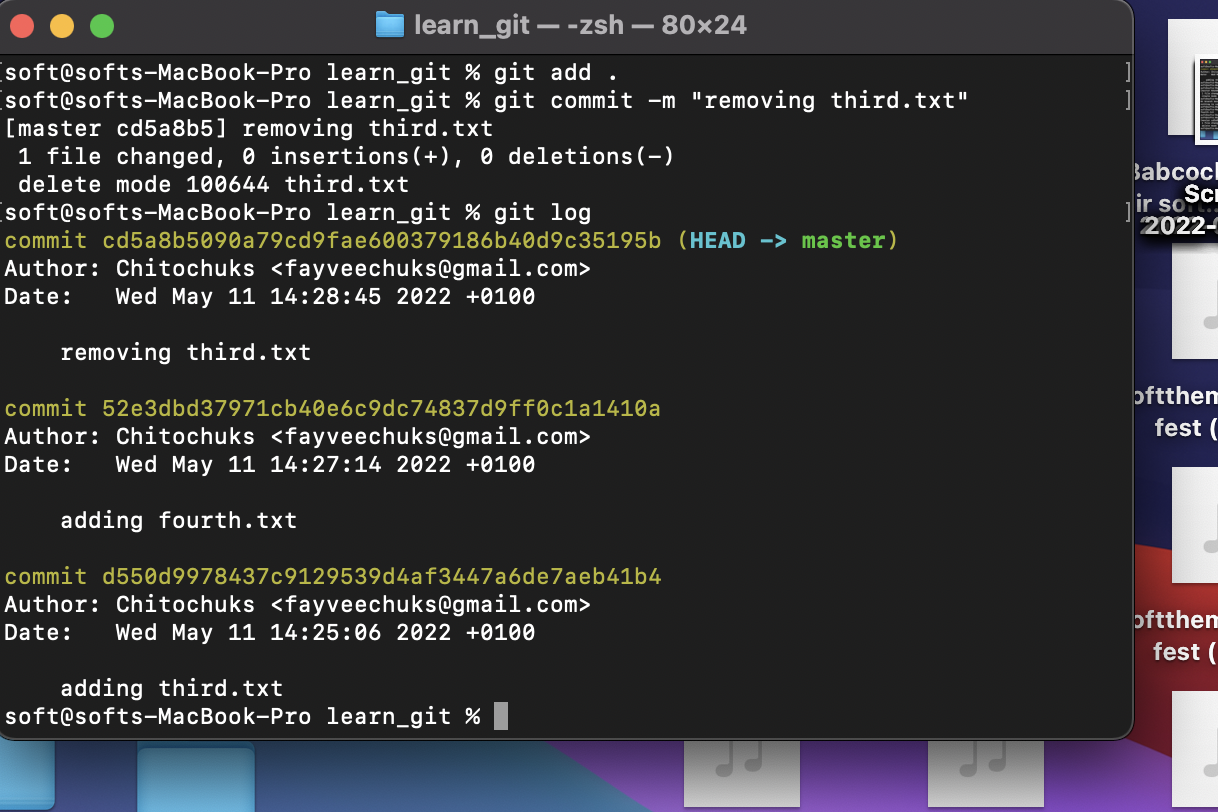 learn_git — -zsh — 80×24
soft@softs-MacBook-Pro learn_git % git add .
soft@softs-MacBook-Pro learn_git % git commit -m "removing third.txt"
[master cd5a8b5] removing third.txt
 1 file changed, 0 insertions(+), 0 deletions(-)
 delete mode 100644 third.txt
soft@softs-MacBook-Pro learn_git % git log
commit cd5a8b5090a79cd9fae600379186b40d9c35195b (HEAD -> master)
Author: Chitochuks <fayveechuks@gmail.com>
Date:   Wed May 11 14:28:45 2022 +0100
    removing third.txt
commit 52e3dbd37971cb40e6c9dc74837d9ff0c1a1410a
Author: Chitochuks <fayveechuks@gmail.com>
Date:   Wed May 11 14:27:14 2022 +0100
    adding fourth.txt
commit d550d9978437c9129539d4af3447a6de7aeb41b4
Author: Chitochuks <fayveechuks@gmail.com>
Date:   Wed May 11 14:25:06 2022 +0100
    adding third.txt
soft@softs-MacBook-Pro learn_git %
Scr
2022-
fest (
fest (